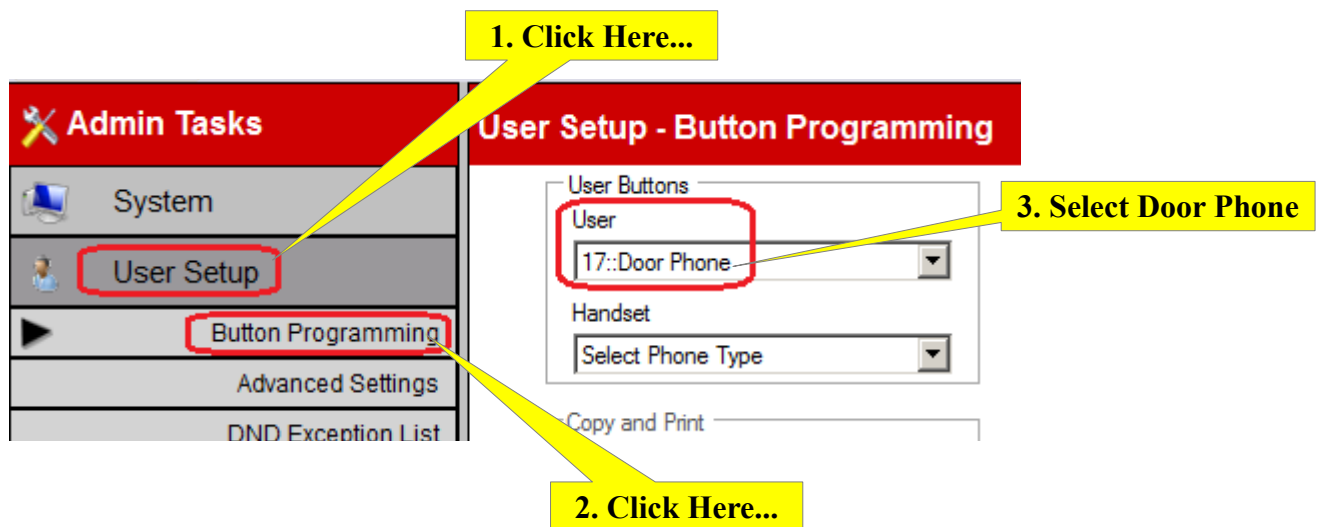 1. Click Here...
Admin Tasks
User Setup - Button Programming
System
User Setup
Button Programming
Advanced Settings
DND Exception List
User Buttons
User
17::Door Phone
Handset
Select Phone Type
Copy and Print
3. Select Door Phone
2. Click Here...